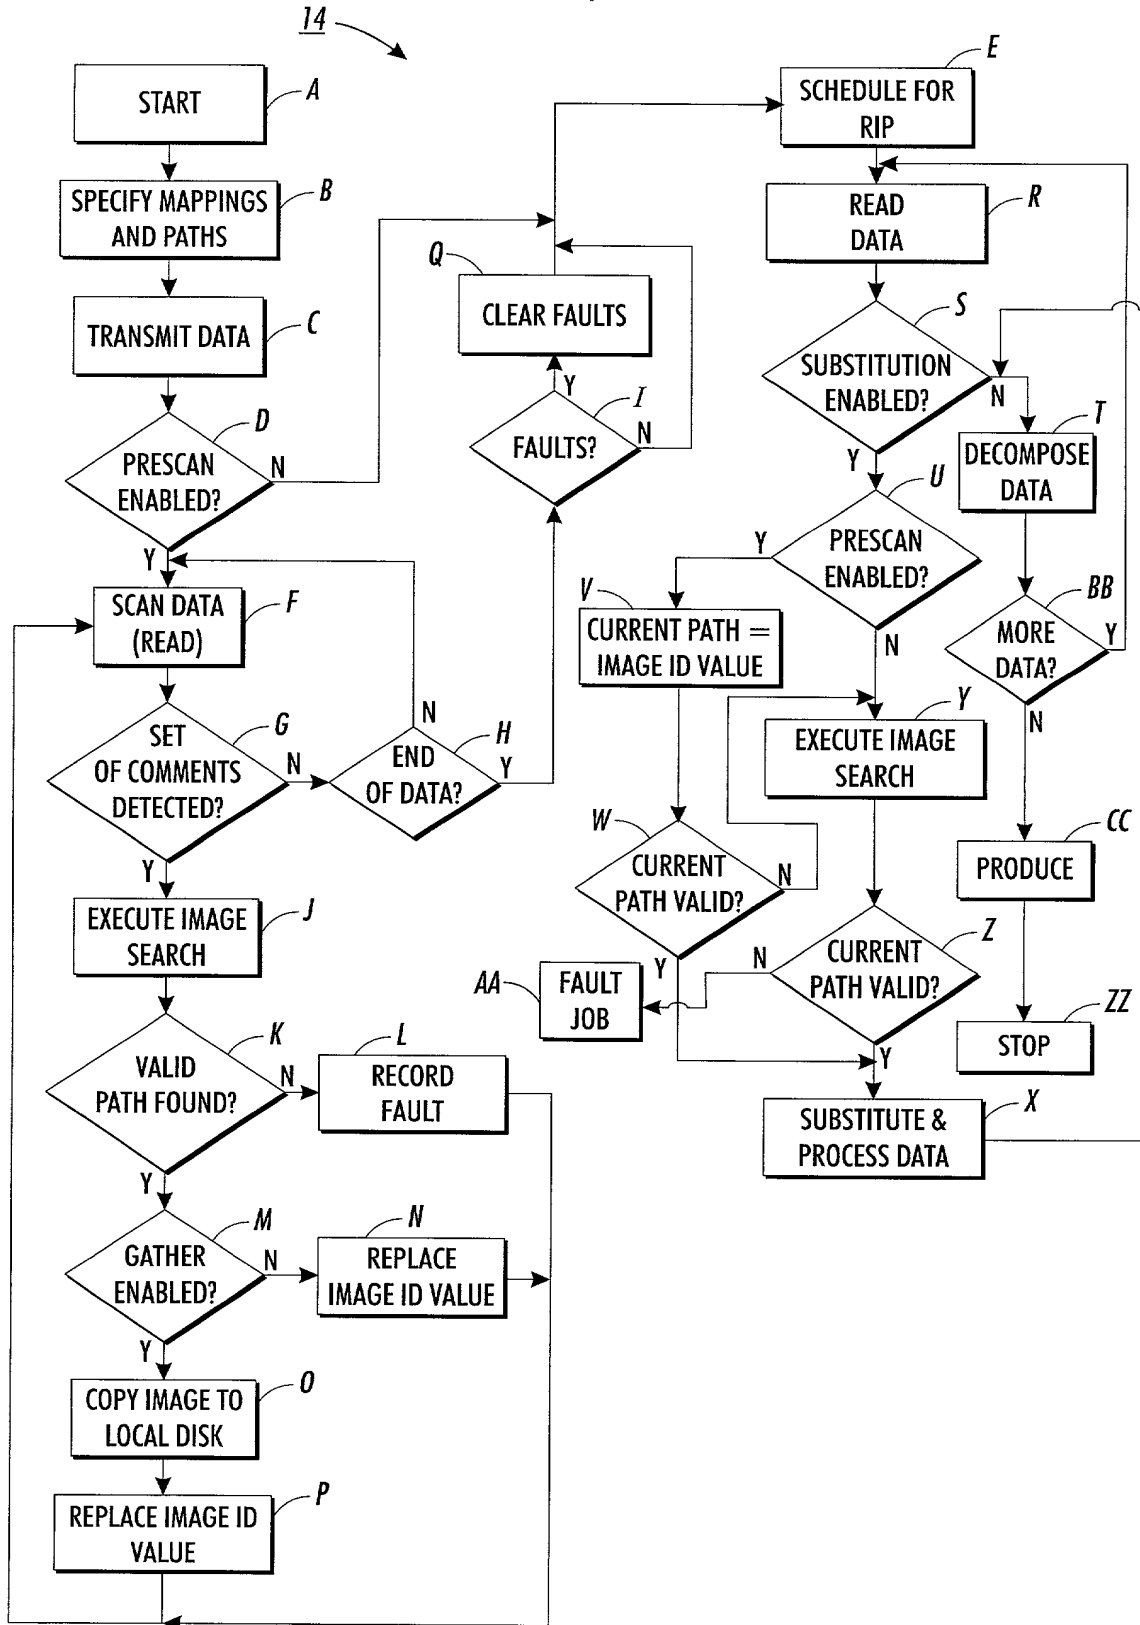 14
START
A
SPECIFY MAPPINGS
AND PATHS
B
TRANSMIT DATA
C
PRESCAN
ENABLED?
D
N
Y
SCAN DATA
(READ)
F
SET
OF COMMENTS
DETECTED?
G
N
Y
END
OF DATA?
H
N
Y
EXECUTE IMAGE
SEARCH
J
VALID
PATH FOUND?
K
N
Y
RECORD
FAULT
L
GATHER
ENABLED?
M
N
Y
REPLACE
IMAGE ID VALUE
N
COPY IMAGE TO
LOCAL DISK
O
REPLACE IMAGE ID
VALUE
P
Q
CLEAR FAULTS
Y
FAULTS?
I
N
SCHEDULE FOR
RIP
E
READ
DATA
R
SUBSTITUTION
ENABLED?
S
N
Y
DECOMPOSE
DATA
T
PRESCAN
ENABLED?
U
Y
N
CURRENT PATH =
IMAGE ID VALUE
V
MORE
DATA?
BB
Y
N
EXECUTE IMAGE
SEARCH
Y
CURRENT
PATH VALID?
W
N
Y
PRODUCE
CC
CURRENT
PATH VALID?
Z
N
Y
FAULT
JOB
AA
STOP
ZZ
SUBSTITUTE &
PROCESS DATA
X